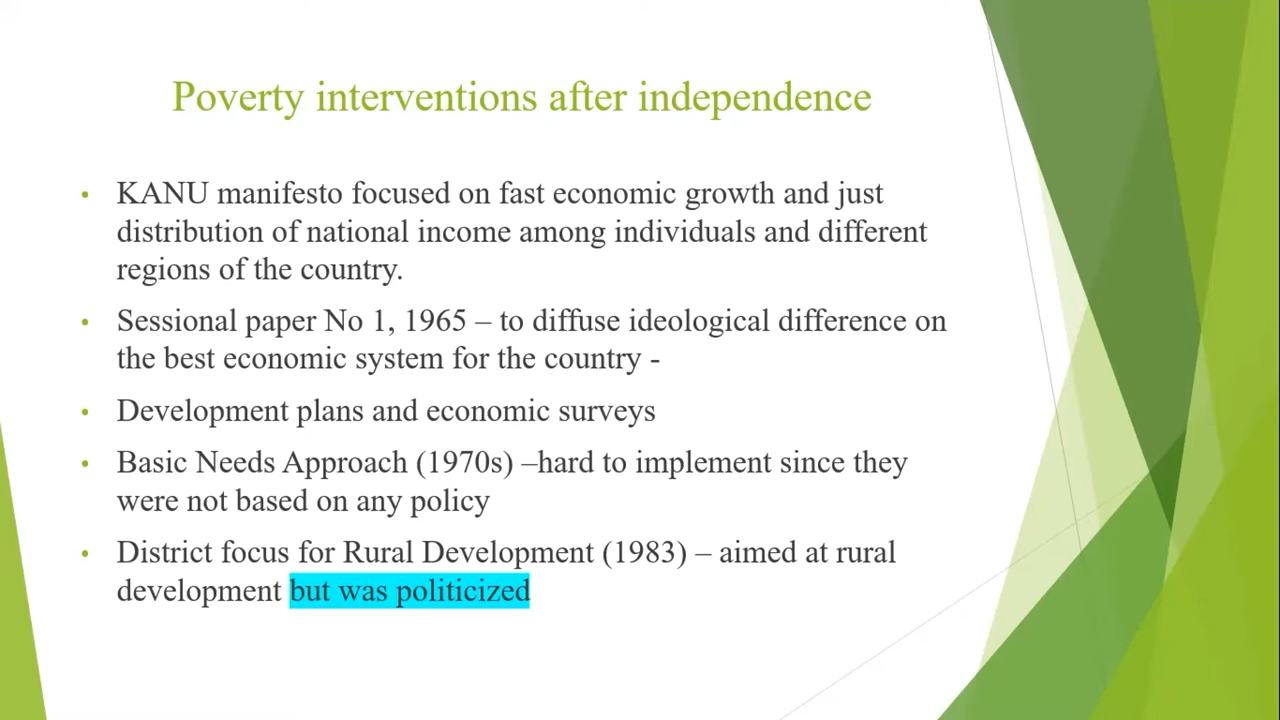 Poverty interventions after independence
• KANU manifesto focused on fast economic growth and just
distribution of national income among individuals and different
regions of the country.
• Sessional paper No 1, 1965 – to diffuse ideological difference on
the best economic system for the country -
• Development plans and economic surveys
• Basic Needs Approach (1970s) –hard to implement since they
were not based on any policy
• District focus for Rural Development (1983) – aimed at rural
development but was politicized